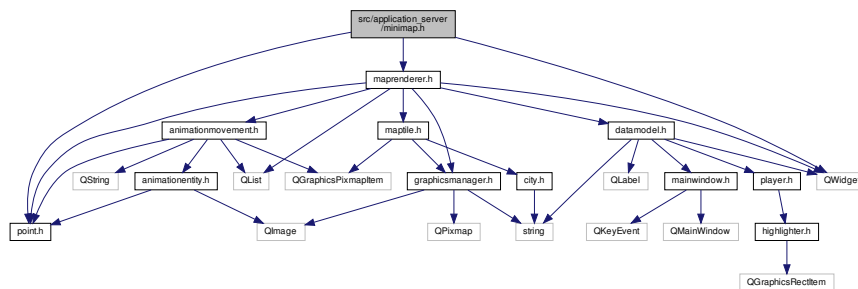 src/application_server
/minimap.h
maprenderer.h
animationmovement.h
maptile.h
datamodel.h
QString
animationentity.h
QList
QGraphicsPixmapItem
graphicsmanager.h
city.h
QLabel
mainwindow.h
player.h
QWidget
point.h
QImage
QPixmap
string
QKeyEvent
QMainWindow
highlighter.h
QGraphicsRectItem